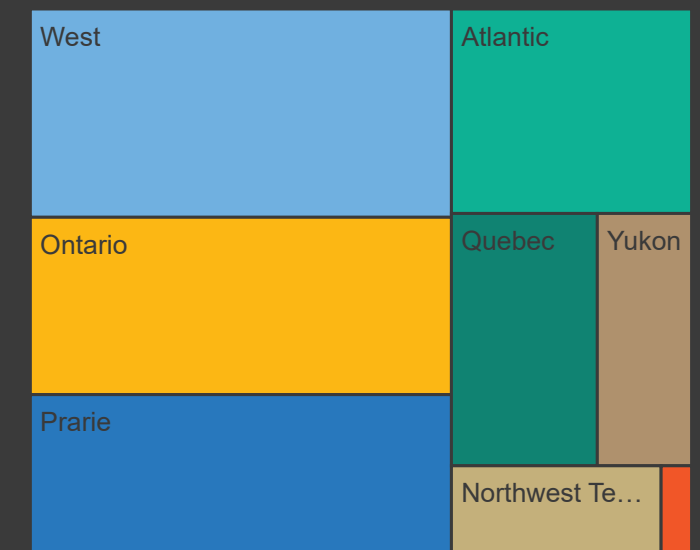 West
Atlantic
Ontario
Quebec
Yukon
Prarie
Northwest Te…